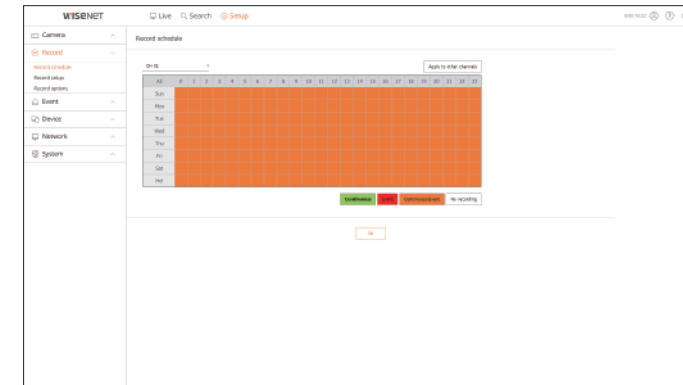 WISENET
Live Search Setup
Camera
Record
Record schedule
Record setup
Record options
Event
Device
Network
System
Record schedule
CH 01
Apply to other channels
All 0 1 2 3 4 5 6 7 8 9 10 11 12 13 14 15 16 17 18 19 20 21 22 23
Sun
Mon
Tue
Wed
Thu
Fri
Sat
Hol
Continuous Event No recording
Ok